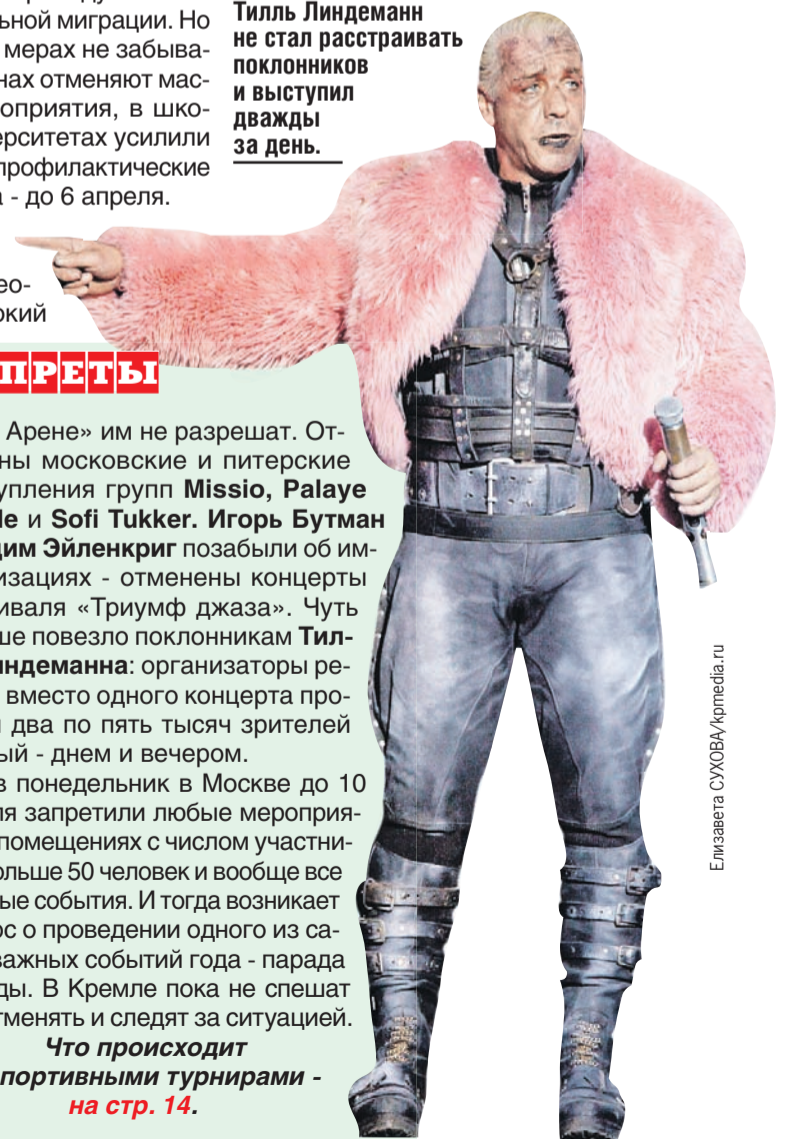 Тилль Линдеманн
не стал расстраивать
поклонников
и выступил
дважды
за день.
ьной миграции. Но
мерах не забыва-
нах отменяют мас-
оприятия, в шко-
ерситетах усилили
профилактические
- до 6 апреля.
ео-
окий
ПРЕТЫ
Арене» им не разрешат. От-
ны московские и питерские
упления групп Missio, Palaye
le и Sofi Tukker. Игорь Бутман
дим Эйленкриг позабыли об им-
изациях - отменены концерты
иваля «Триумф джаза». Чуть
ше повезло поклонникам Тил-
индеманна: организаторы ре-
вместо одного концерта про-
и два по пять тысяч зрителей
ый - днем и вечером.
в понедельник в Москве до 10
ля запретили любые мероприя-
помещениях с числом участни-
ольше 50 человек и вообще все
ые события. И тогда возникает
ос о проведении одного из са-
важных событий года - парада
ды. В Кремле пока не спешат
тменять и следят за ситуацией.
Что происходит
портивными турнирами -
на стр. 14.
Елизавета СУХОВА/kpmedia.ru